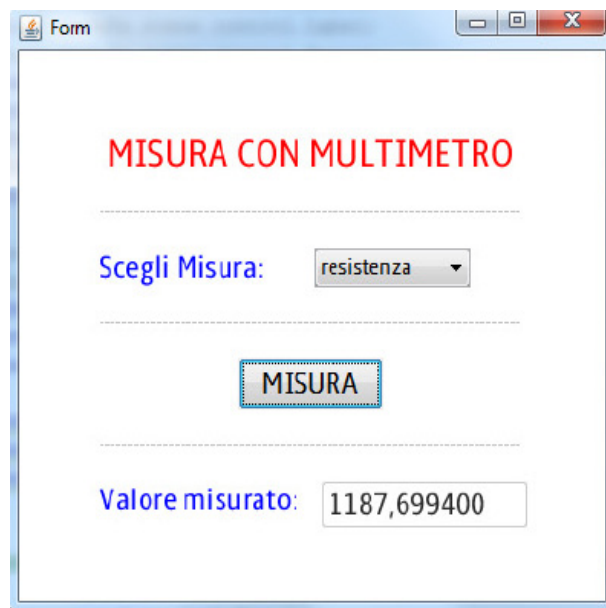 Form
MISURA CON MULTIMETRO
Scegli Misura: resistenza
MISURA
Valore misurato: 1187,699400